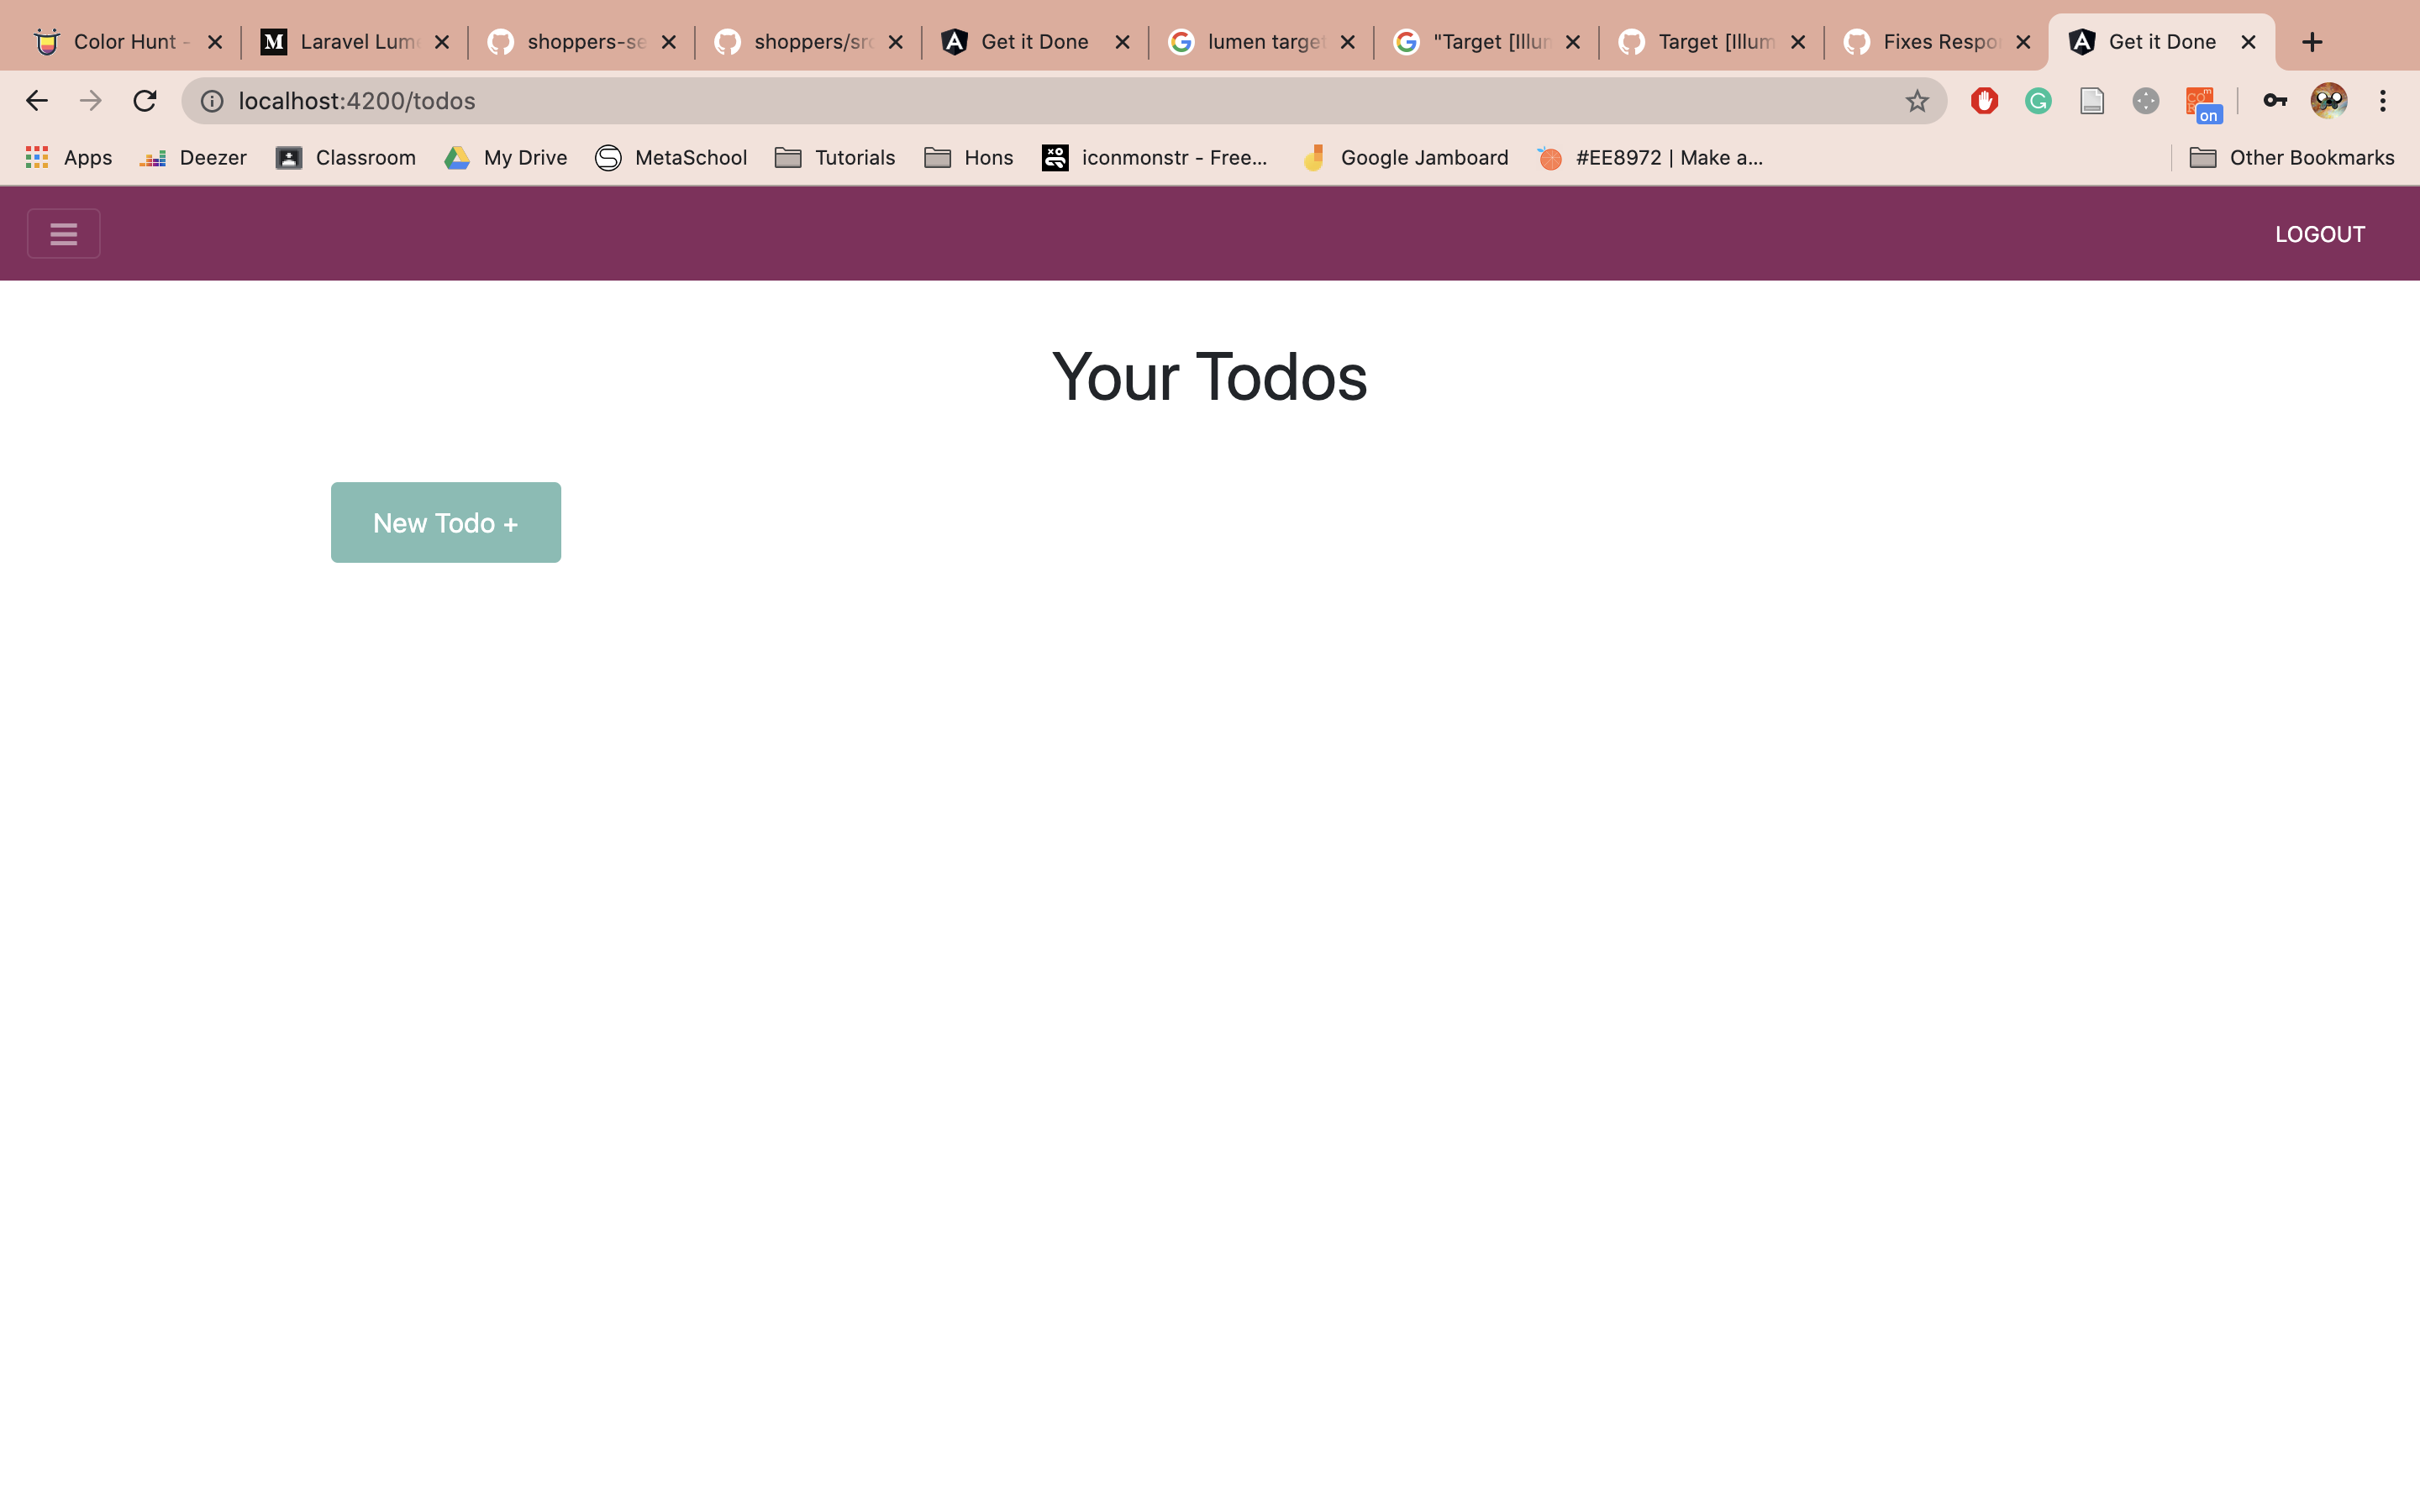 Color Hunt - Laravel Lum shoppers-se shoppers/src Get it Done lumen target "Target [Illun Target [Illum Fixes Respo Get it Done
localhost:4200/todos
on
Apps Deezer Classroom My Drive MetaSchool Tutorials Hons iconmonstr - Free... Google Jamboard #EE8972 | Make a... Other Bookmarks
LOGOUT
Your Todos
New Todo +